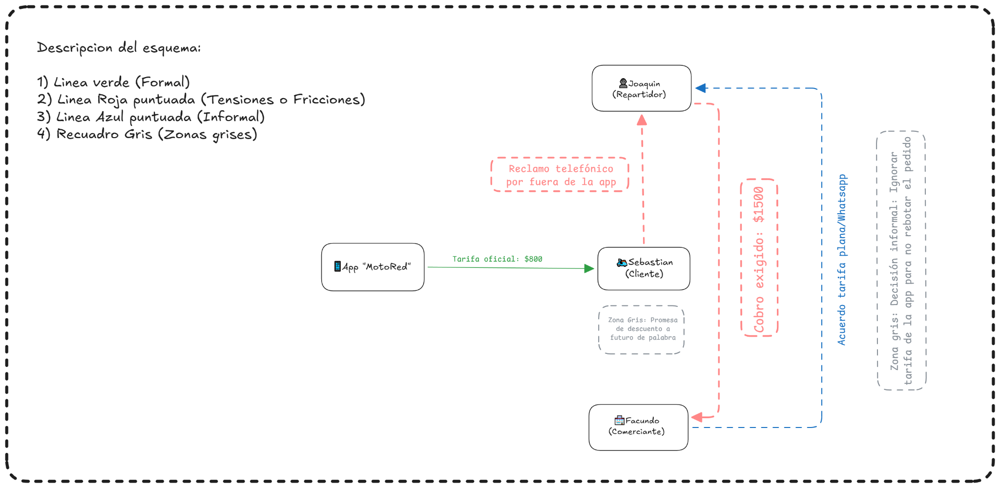 Descripcion del esquema:
1) Linea verde (Formal)
2) Linea Roja puntuada (Tensiones o Fricciones)
3) Linea Azul puntuada (Informal)
4) Recuadro Gris (Zonas grises)
Joaquin
(Repartidor)
Reclamo telefónico
por fuera de la app
Cobro exigido: $1500
Acuerdo tarifa plana/Whatsapp
Zona gris: Decisión informal: Ignorar
tarifa de la app para no rebotar el pedido
App "MotoRed"
Tarifa oficial: $800
Sebastian
(Cliente)
Zona Gris: Promesa
de descuento a
futuro de palabra
Facundo
(Comerciante)